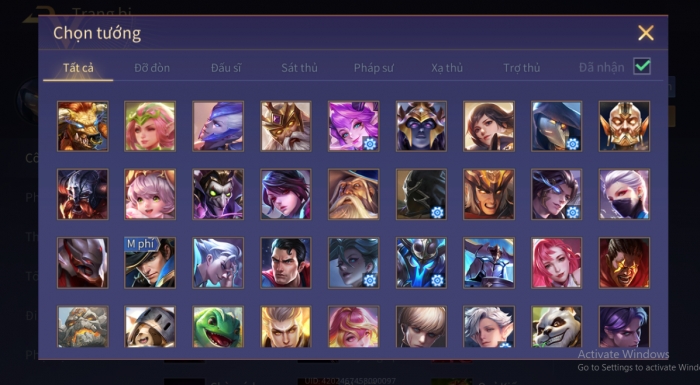 Trang bị
Chọn tướng
Tất cả Đỡ đòn Đấu sĩ Sát thủ Pháp sư Xạ thủ Trợ thủ Đã nhận
M phí
Activate Windows
Go to Settings to activate Wind